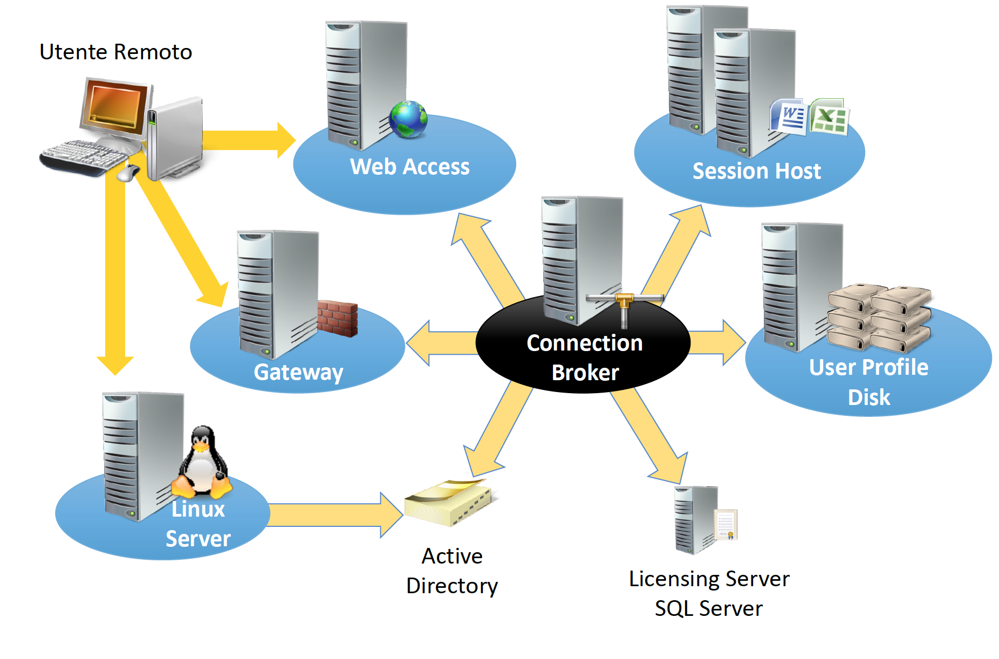 Utente Remoto
Web Access
W
X
Session Host
Gateway
Connection
Broker
User Profile
Disk
Linux
Server
Active
Directory
Licensing Server
SQL Server